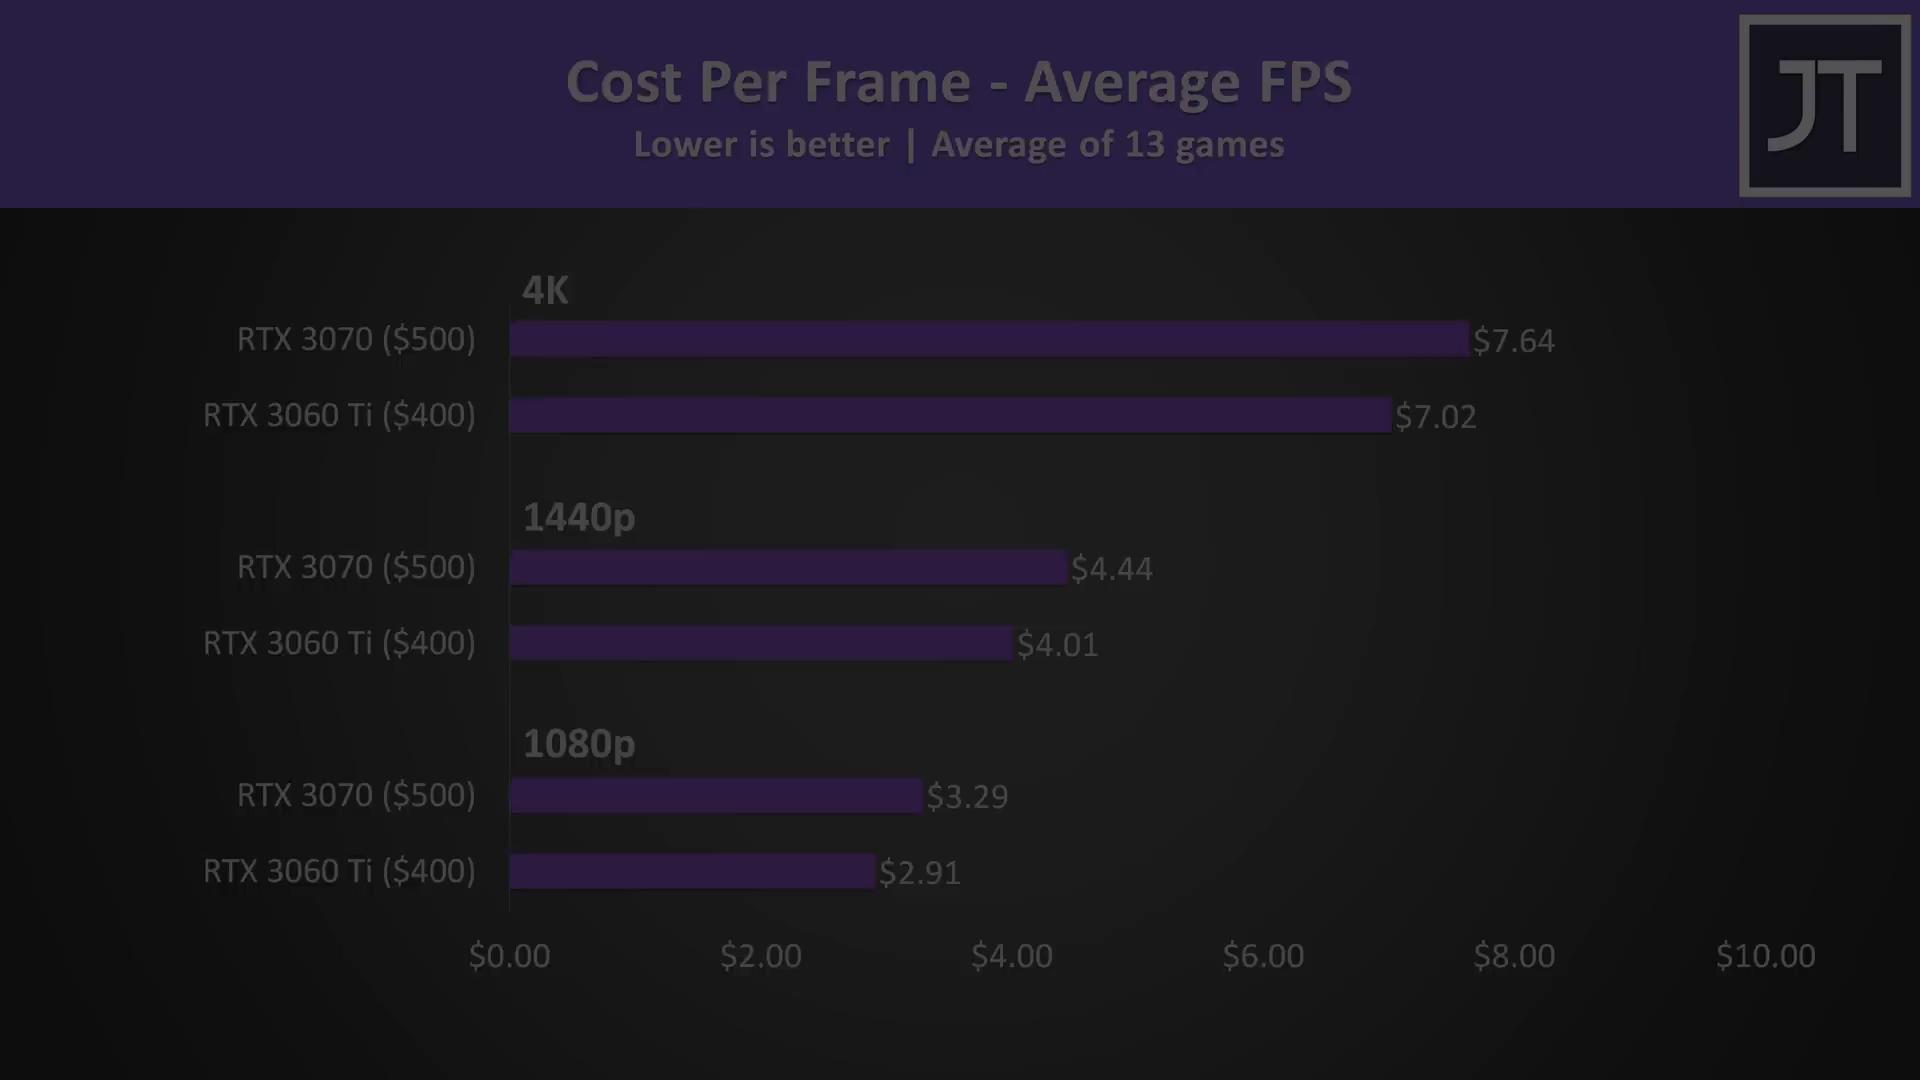 Cost Per Frame - Average FPS
Lower is better | Average of 13 games
JT
4K
RTX 3070 ($500) $7.64
RTX 3060 Ti ($400) $7.02
1440p
RTX 3070 ($500) $4.44
RTX 3060 Ti ($400) $4.01
1080p
RTX 3070 ($500) $3.29
RTX 3060 Ti ($400) $2.91
$0.00 $2.00 $4.00 $6.00 $8.00 $10.00